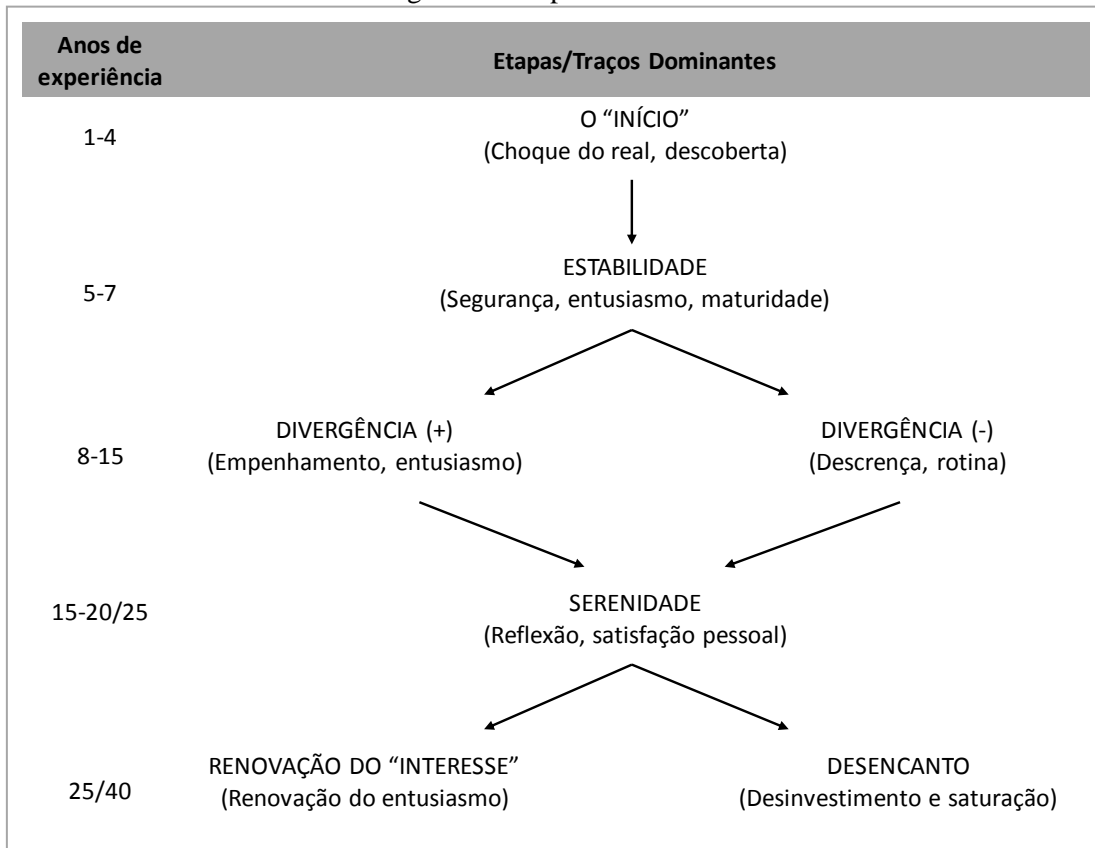 Anos de
experiência
Etapas/Traços Dominantes
1-4
O “INÍCIO”
(Choque do real, descoberta)
5-7
ESTABILIDADE
(Segurança, entusiasmo, maturidade)
8-15
DIVERGÊNCIA (+)
(Empenhamento, entusiasmo)
DIVERGÊNCIA (-)
(Descrença, rotina)
15-20/25
SERENIDADE
(Reflexão, satisfação pessoal)
25/40
RENOVAÇÃO DO “INTERESSE”
(Renovação do entusiasmo)
DESENCANTO
(Desinvestimento e saturação)